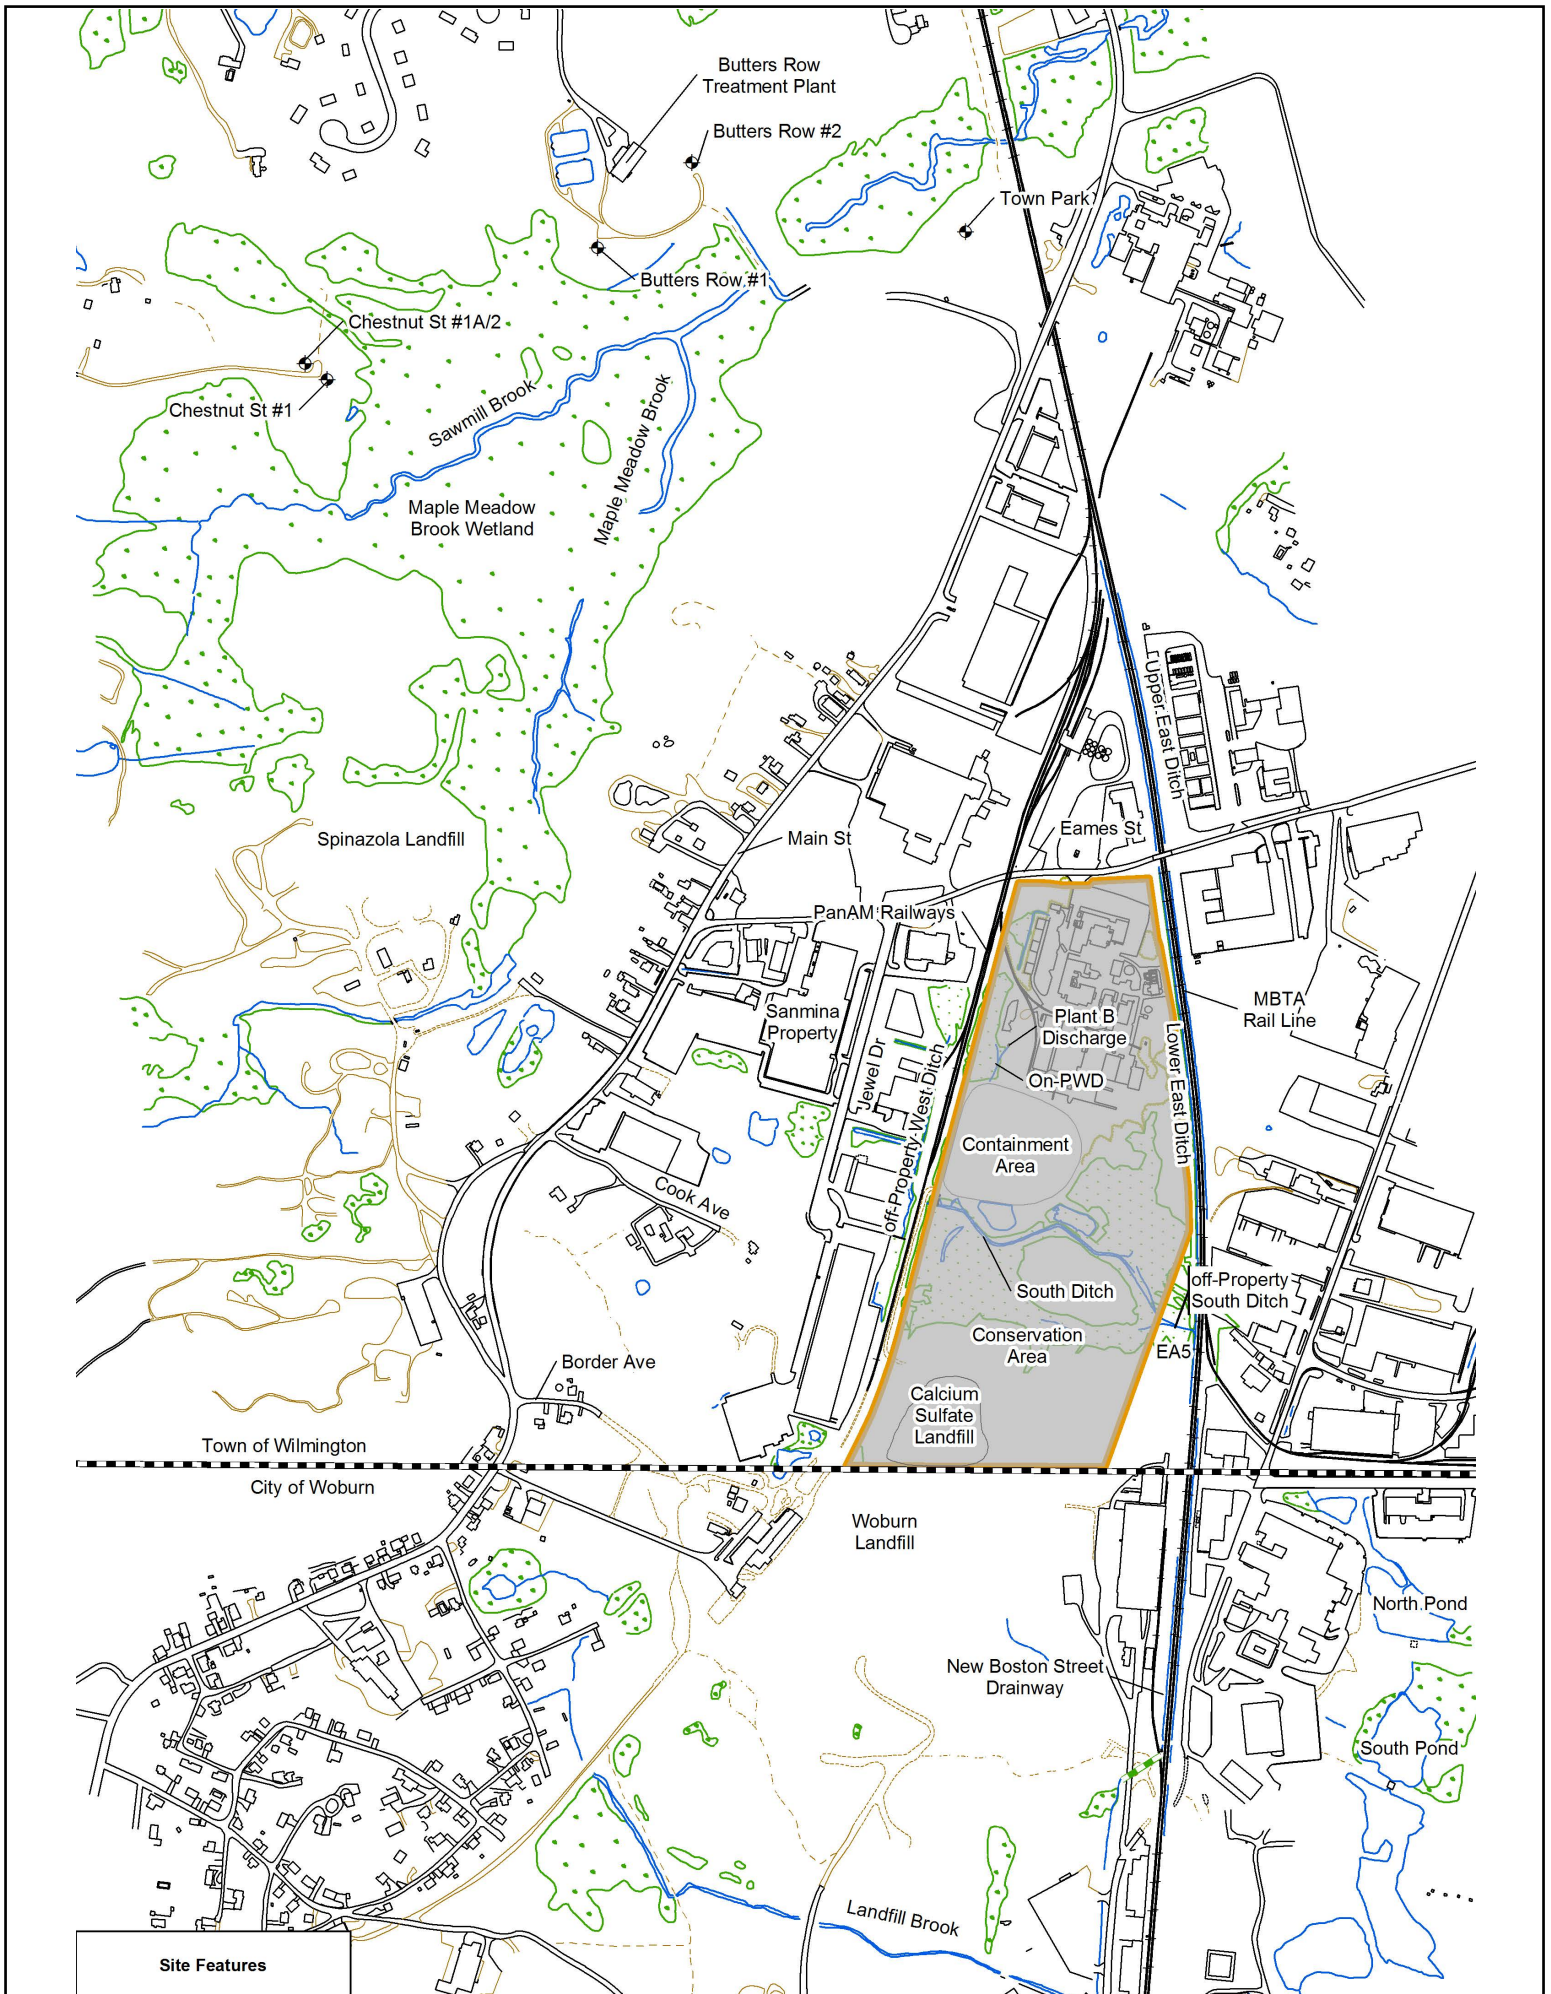 Butters Row
Treatment Plant
Butters Row #2
Town Park
Butters Row #1
Chestnut St #1A/2
Chestnut St #1
Sawmill Brook
Maple Meadow Brook
Maple Meadow
Brook Wetland
Upper East Ditch
Spinazola Landfill
Main St
Eames St
PanAM Railways
MBTA
Rail Line
Sanmina
Property
Plant B
Discharge
Jewel Dr
On-PWD
off-Property West Ditch
Lower East Ditch
Containment
Area
Cook Ave
South Ditch
off-Property
South Ditch
Conservation
Area
EA5
Border Ave
Calcium
Sulfate
Landfill
Town of Wilmington
City of Woburn
Woburn
Landfill
North Pond
New Boston Street
Drainway
South Pond
Landfill Brook
Site Features